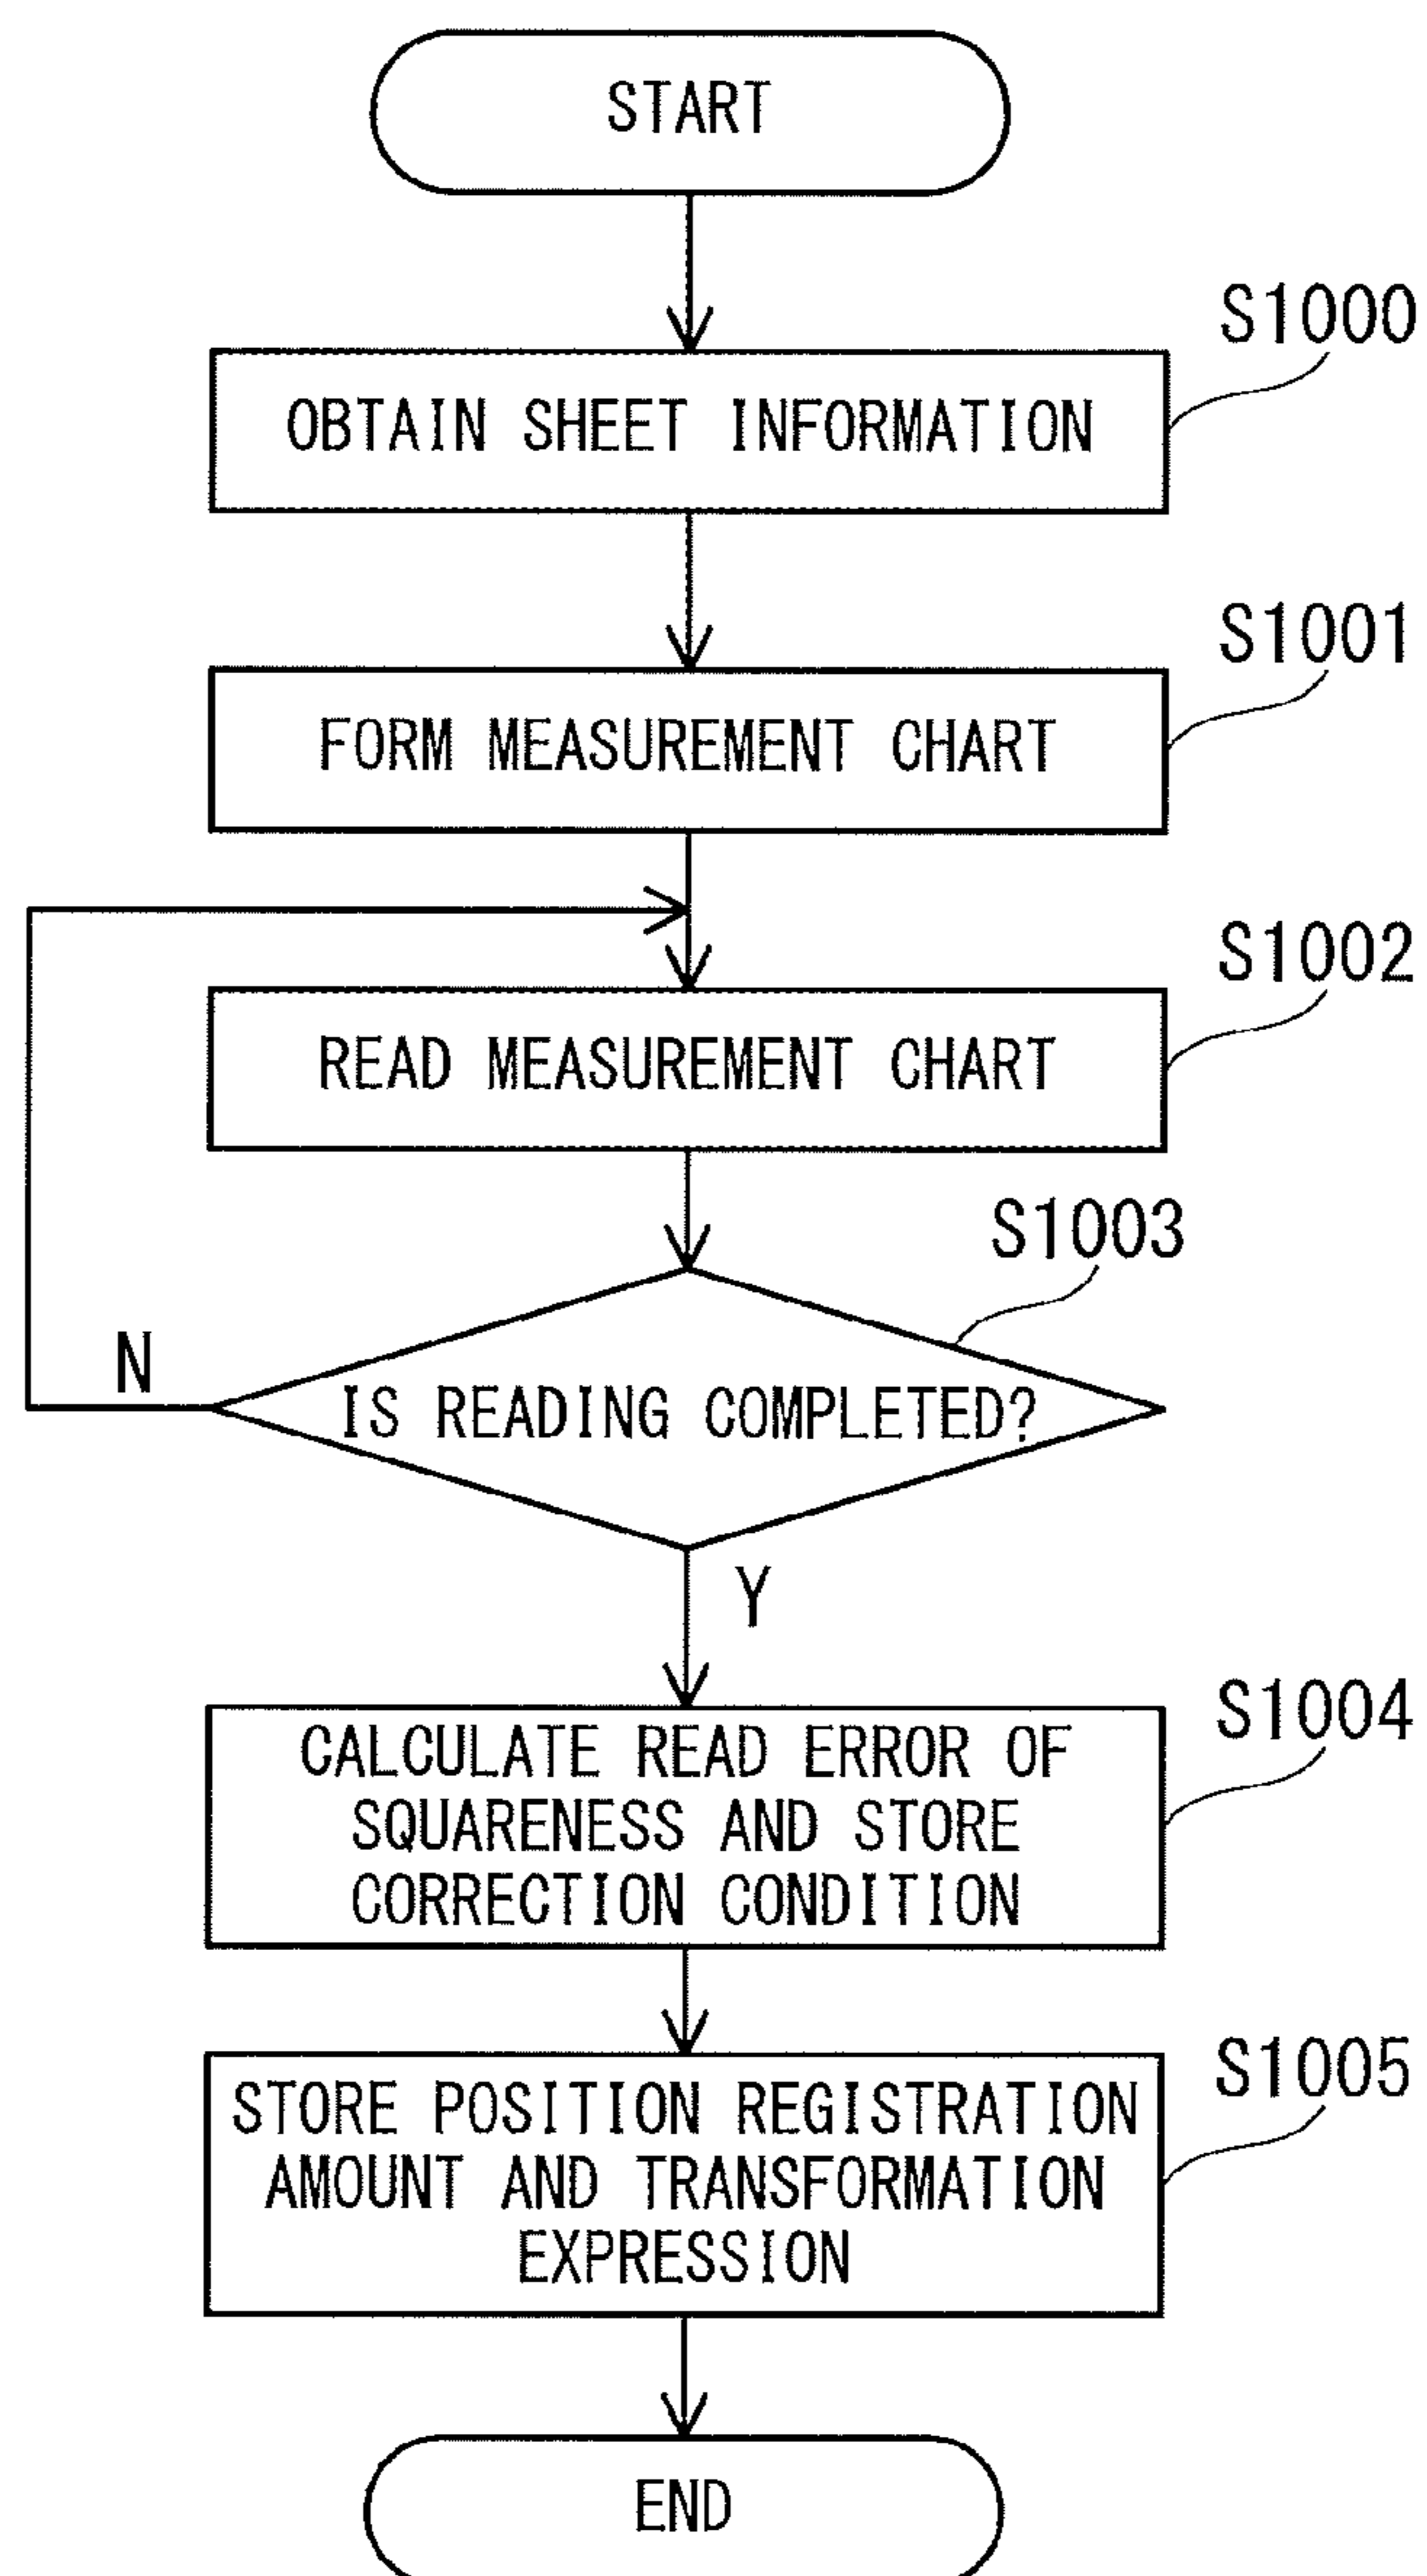 START
S1000
OBTAIN SHEET INFORMATION
S1001
FORM MEASUREMENT CHART
S1002
READ MEASUREMENT CHART
S1003
N
IS READING COMPLETED?
Y
S1004
CALCULATE READ ERROR OF
SQUARENESS AND STORE
CORRECTION CONDITION
S1005
STORE POSITION REGISTRATION
AMOUNT AND TRANSFORMATION
EXPRESSION
END